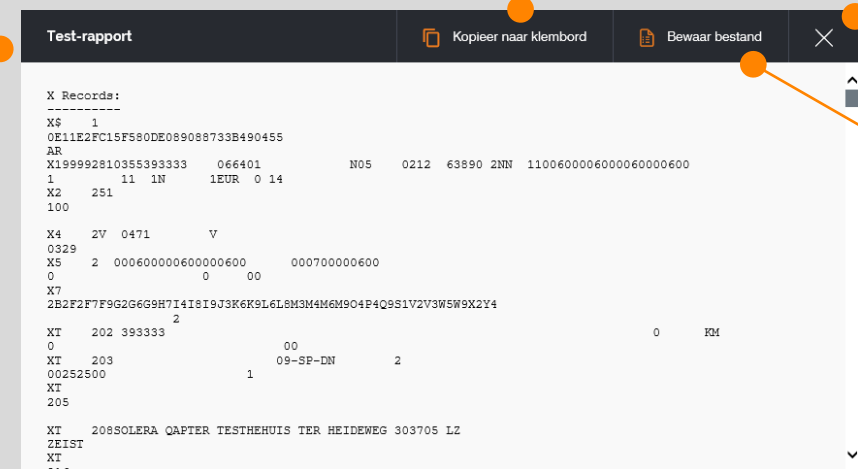 Test-rapport
Kopieer naar klembord
Bewaar bestand
X Records:
----------
X$    1
0E11E2FC15F580DE089088733B490455
AR
X199992810355393333    066401            N05    0212  63890 2NN  1100600006000060000600
1         11  1N      1EUR  0 14
X2    251
100
X4    2V  0471        V
0329
X5    2  000600000600000600      000700000600
0                    0     00
X7
2B2F2F7F9G2G6G9H7I4I8I9J3K6K9L6L8M3M4M6M9O4P4Q9S1V2V3W5W9X2Y4
2
XT    202 393333                                                                  0      KM
0                               00
XT    203                      09-SP-DN        2
00252500                   1
XT
205
XT    208SOLERA QAPTER TESTHEHUIS TER HEIDEWEG 303705 LZ
ZEIST
XT